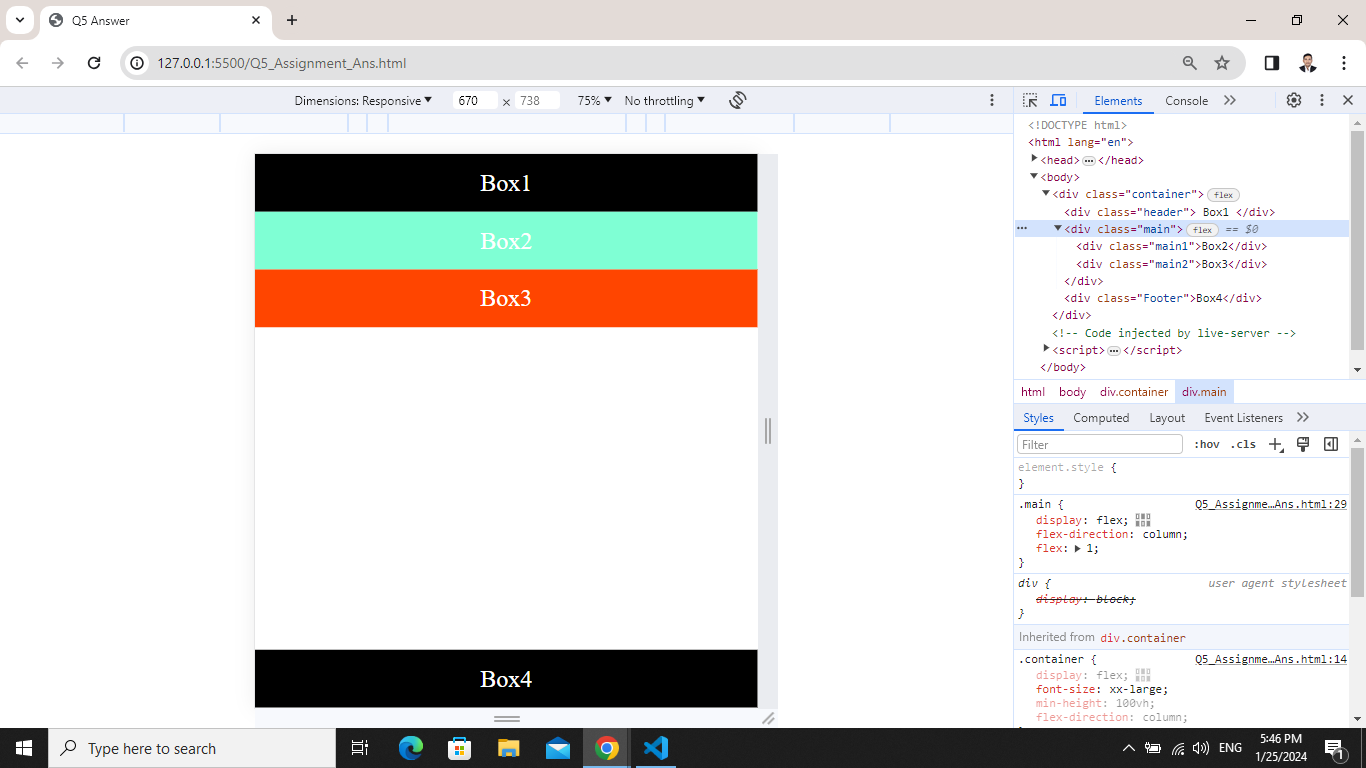 Q5 Answer
127.0.0.1:5500/Q5_Assignment_Ans.html
Dimensions: Responsive 670 × 738 75% No throttling
Elements Console
<!DOCTYPE html>
<html lang="en">
<head> ••• </head>
<body>
<div class="container"> flex
<div class="header"> Box1 </div>
<div class="main"> flex == $0
<div class="main1">Box2</div>
<div class="main2">Box3</div>
</div>
<div class="Footer">Box4</div>
</div>
<!-- Code injected by live-server -->
<script> ••• </script>
</body>
html body div.container div.main
Styles Computed Layout Event Listeners
Filter :hov .cls
element.style {
}
.main { Q5_Assignme…Ans.html:29
display: flex;
flex-direction: column;
flex: 1;
}
div { user agent stylesheet
display: block;
}
Inherited from div.container
.container { Q5_Assignme…Ans.html:14
display: flex;
font-size: xx-large;
min-height: 100vh;
flex-direction: column;
Box1
Box2
Box3
Box4
Type here to search
ENG
5:46 PM
1/25/2024
1